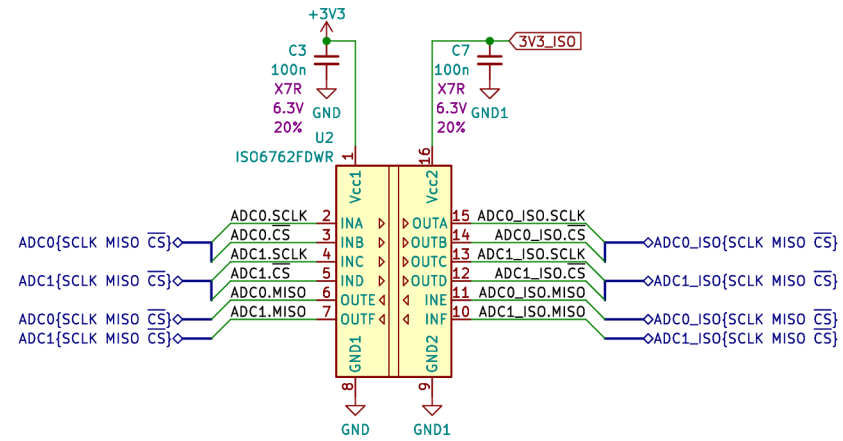 +3V3
C3
100n
X7R
6.3V
20%
GND
C7
100n
X7R
6.3V
20%
GND1
3V3_ISO
U2
ISO6762FDWR
1
16
Vcc1
Vcc2
ADC0.SCLK 2 INA OUTA 15 ADC0_ISO.SCLK
ADC0.CS 3 INB OUTB 14 ADC0_ISO.CS
ADC0{SCLK MISO CS} ADC0_ISO{SCLK MISO CS}
ADC1.SCLK 4 INC OUTC 13 ADC1_ISO.SCLK
ADC1.CS 5 IND OUTD 12 ADC1_ISO.CS
ADC1{SCLK MISO CS} ADC1_ISO{SCLK MISO CS}
ADC0.MISO 6 OUTE INE 11 ADC0_ISO.MISO
ADC0{SCLK MISO CS} ADC0_ISO{SCLK MISO CS}
ADC1.MISO 7 OUTF INF 10 ADC1_ISO.MISO
ADC1{SCLK MISO CS} ADC1_ISO{SCLK MISO CS}
GND1
GND2
8
9
GND
GND1